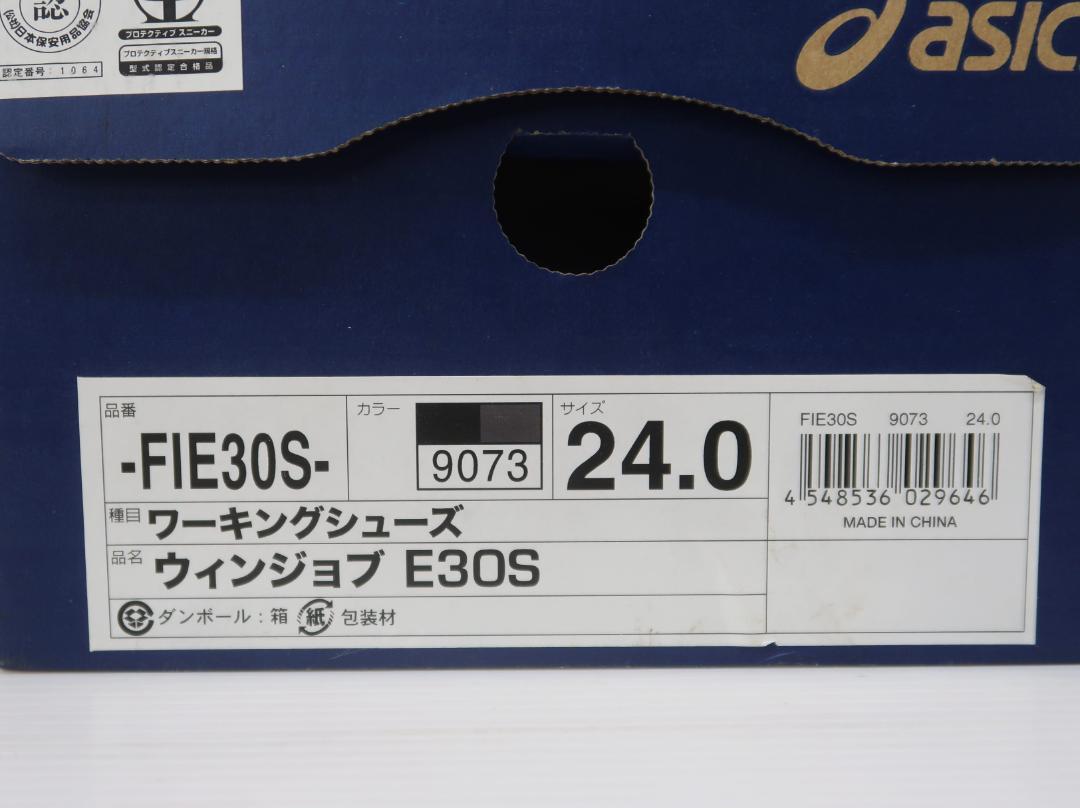 認
(公社)日本保安用品協会
認定番号：1064
プロテクティブスニーカー
プロテクティブスニーカー規格
型式認定合格品
asic
品番
-FIE30S-
カラー
9073
サイズ
24.0
FIE30S 9073 24.0
4 548536 029646
MADE IN CHINA
種目 ワーキングシューズ
品名 ウィンジョブ E30S
ダンボール：箱 紙 包装材